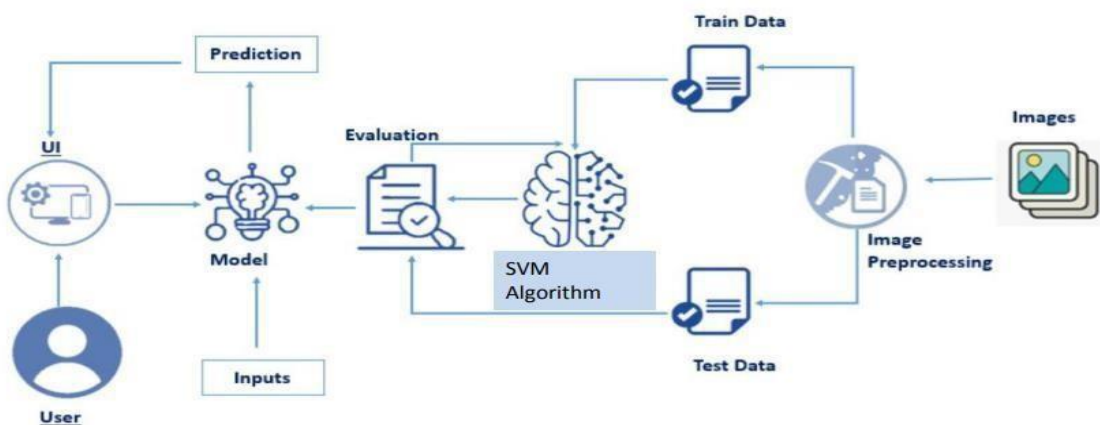 Train Data
Prediction
Images
Evaluation
UI
Model
Image
Preprocessing
SVM
Algorithm
Test Data
Inputs
User